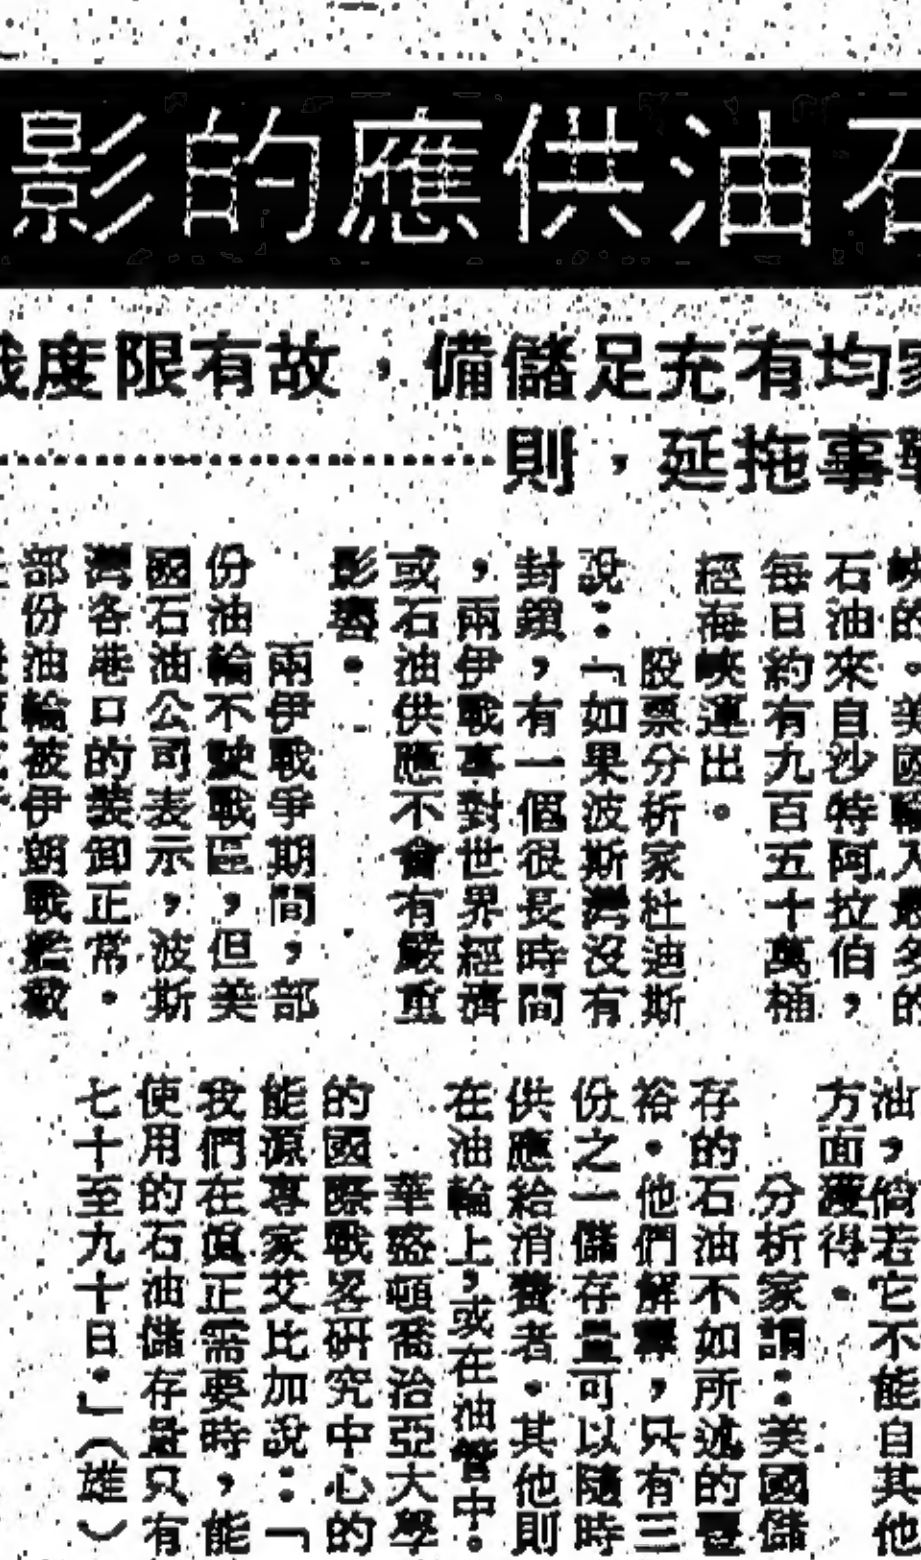 石油供應的影
均有充足儲備,故有限度
事拖延,則………………
峽的。美國輸入最多的
石油來自沙特阿拉伯,
每日約有九百五十萬桶
經海峽運出。
股票分析家杜迪斯
說:「如果波斯灣沒有
封鎖,有一個很長時間
,兩伊戰事對世界經濟
或石油供應不會有嚴重
影響。」
兩伊戰爭期間,部
份油輪不駛戰區,但美
國石油公司表示,波斯
灣各港口的裝卸正常。
部份油輪被伊朗戰艦截
油,倘若它不能自其他
方面獲得。
分析家謂:美國儲
存的石油不如所述的豐
裕。他們解釋,只有三
份之一儲存量可以隨時
供應給消費者。其他則
在油輪上,或在油管中。
華盛頓喬治亞大學
的國際戰畧研究中心的
能源專家艾比加說:「
我們在眞正需要時,能
使用的石油儲存量只有
七十至九十日。」(雄)